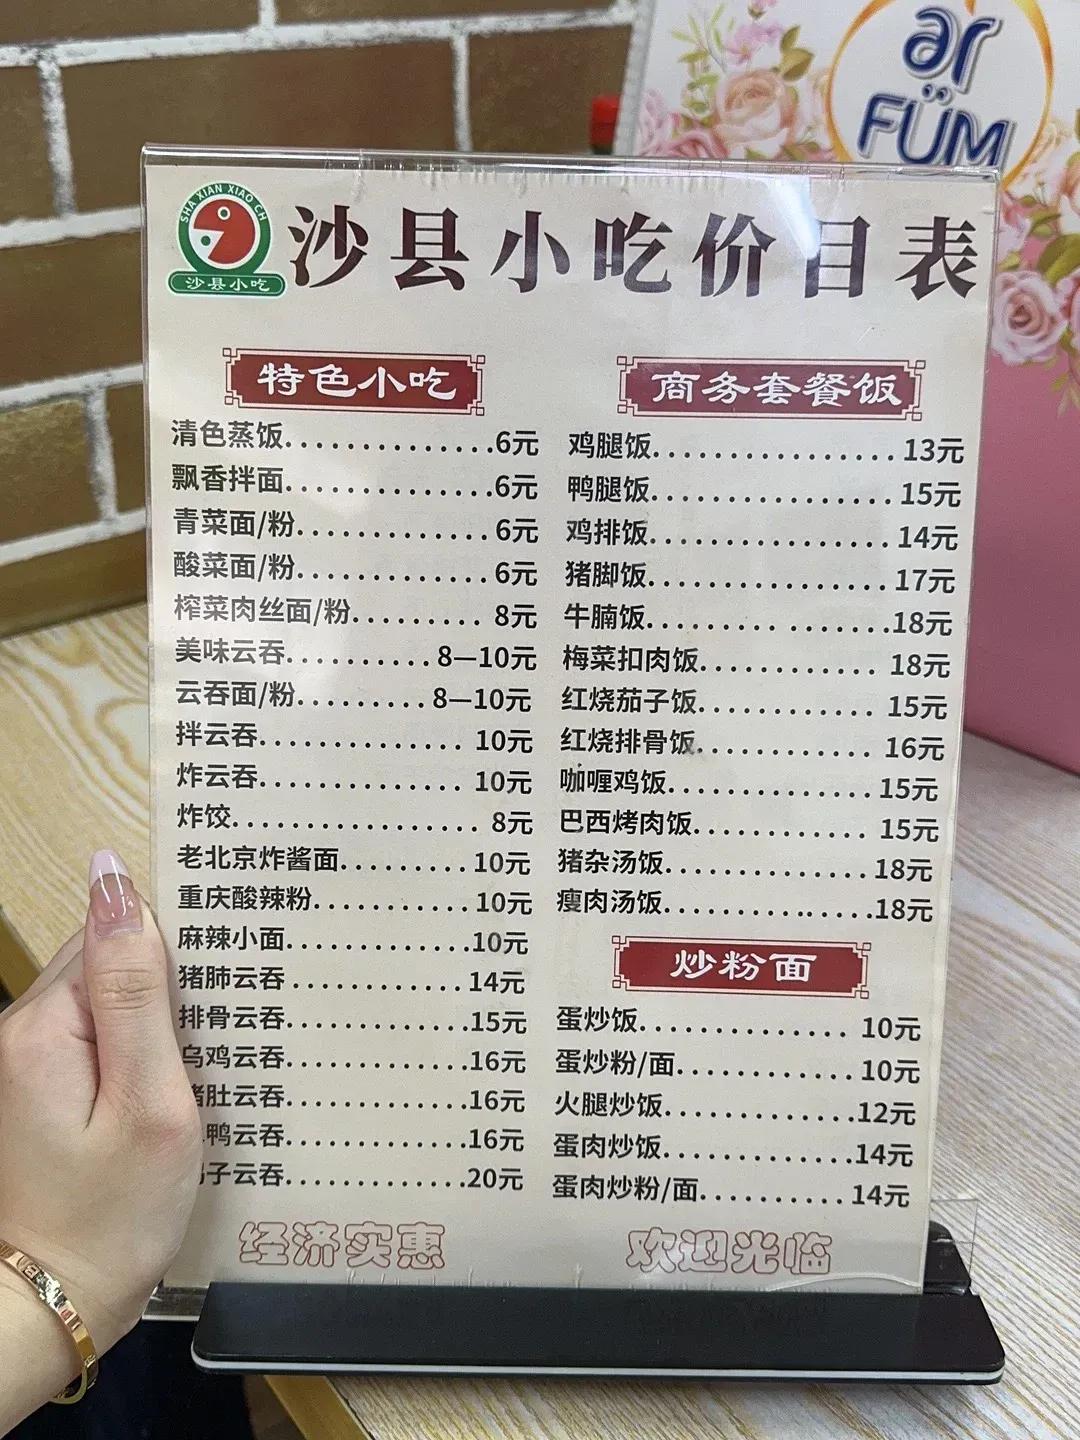 är
FÜM
SHA XIAN XIAO CH
沙县小吃
沙县小吃价目表
特色小吃
清色蒸饭....................6元
飘香拌面....................6元
青菜面/粉..................6元
酸菜面/粉..................6元
榨菜肉丝面/粉......... 8元
美味云吞..........8—10元
云吞面/粉.........8—10元
拌云吞.............. 10元
炸云吞.............. 10元
炸饺................. 8元
老北京炸酱面.........10元
重庆酸辣粉...........10元
麻辣小面.............10元
猪肺云吞............14元
排骨云吞.............15元
乌鸡云吞.............16元
猪肚云吞.............16元
鸭云吞.............16元
子云吞.............20元
经济实惠
商务套餐饭
鸡腿饭.................. 13元
鸭腿饭.................. 15元
鸡排饭..................14元
猪脚饭..................17元
牛腩饭..................18元
梅菜扣肉饭............. 18元
红烧茄子饭............. 15元
红烧排骨饭............. 16元
咖喱鸡饭...............15元
巴西烤肉饭............. 15元
猪杂汤饭...............18元
瘦肉汤饭...............18元
炒粉面
蛋炒饭.............. 10元
蛋炒粉/面............10元
火腿炒饭.............12元
蛋肉炒饭.............14元
蛋肉炒粉/面..........14元
欢迎光临